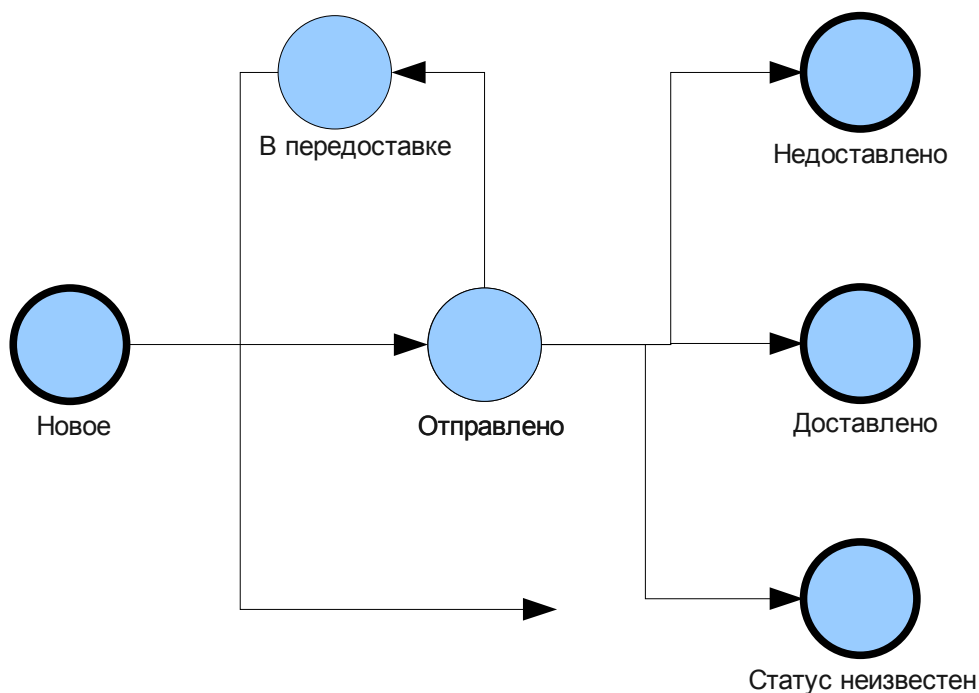 В передоставке
Недоставлено
Новое
Отправлено
Доставлено
Статус неизвестен